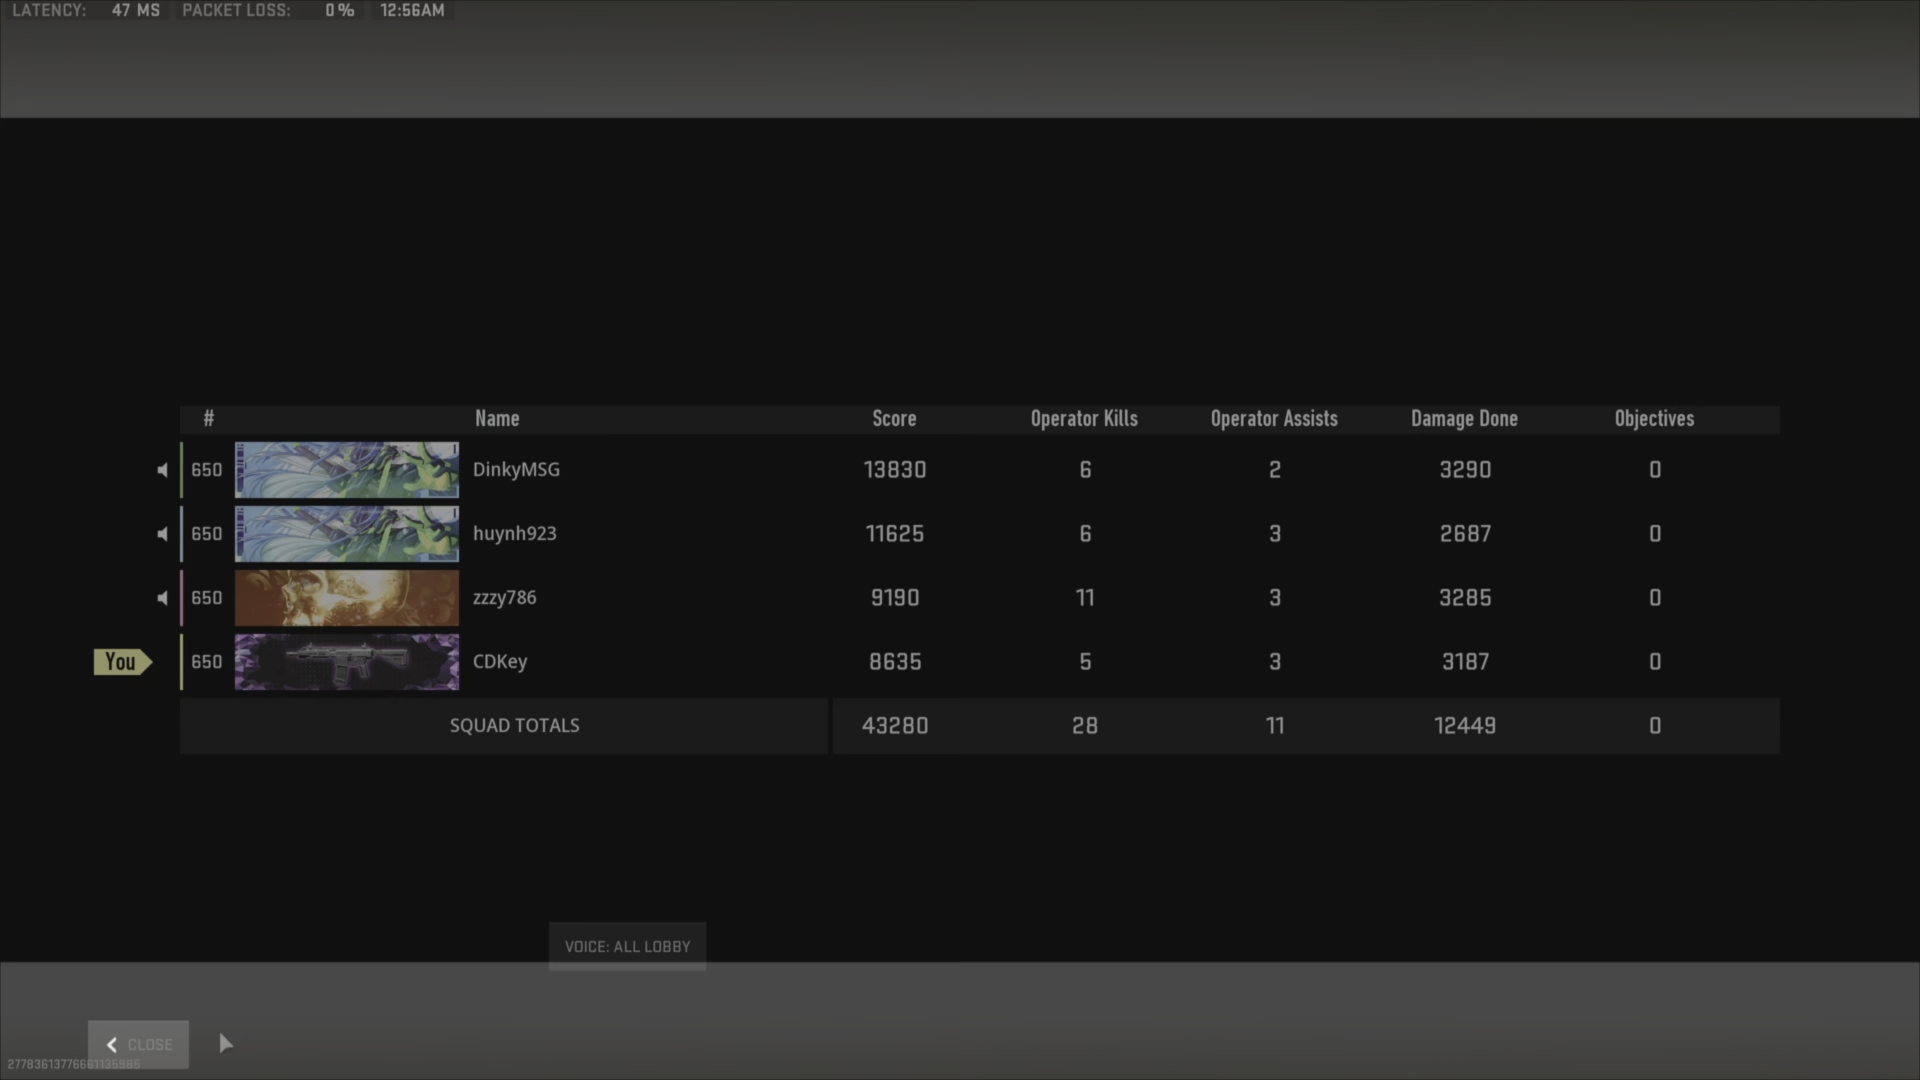 LATENCY: 47 MS PACKET LOSS: 0 % 12:56AM
# Name Score Operator Kills Operator Assists Damage Done Objectives
650 DinkyMSG 13830 6 2 3290 0
650 huynh923 11625 6 3 2687 0
650 zzzy786 9190 11 3 3285 0
You 650 CDKey 8635 5 3 3187 0
SQUAD TOTALS 43280 28 11 12449 0
VOICE: ALL LOBBY
CLOSE